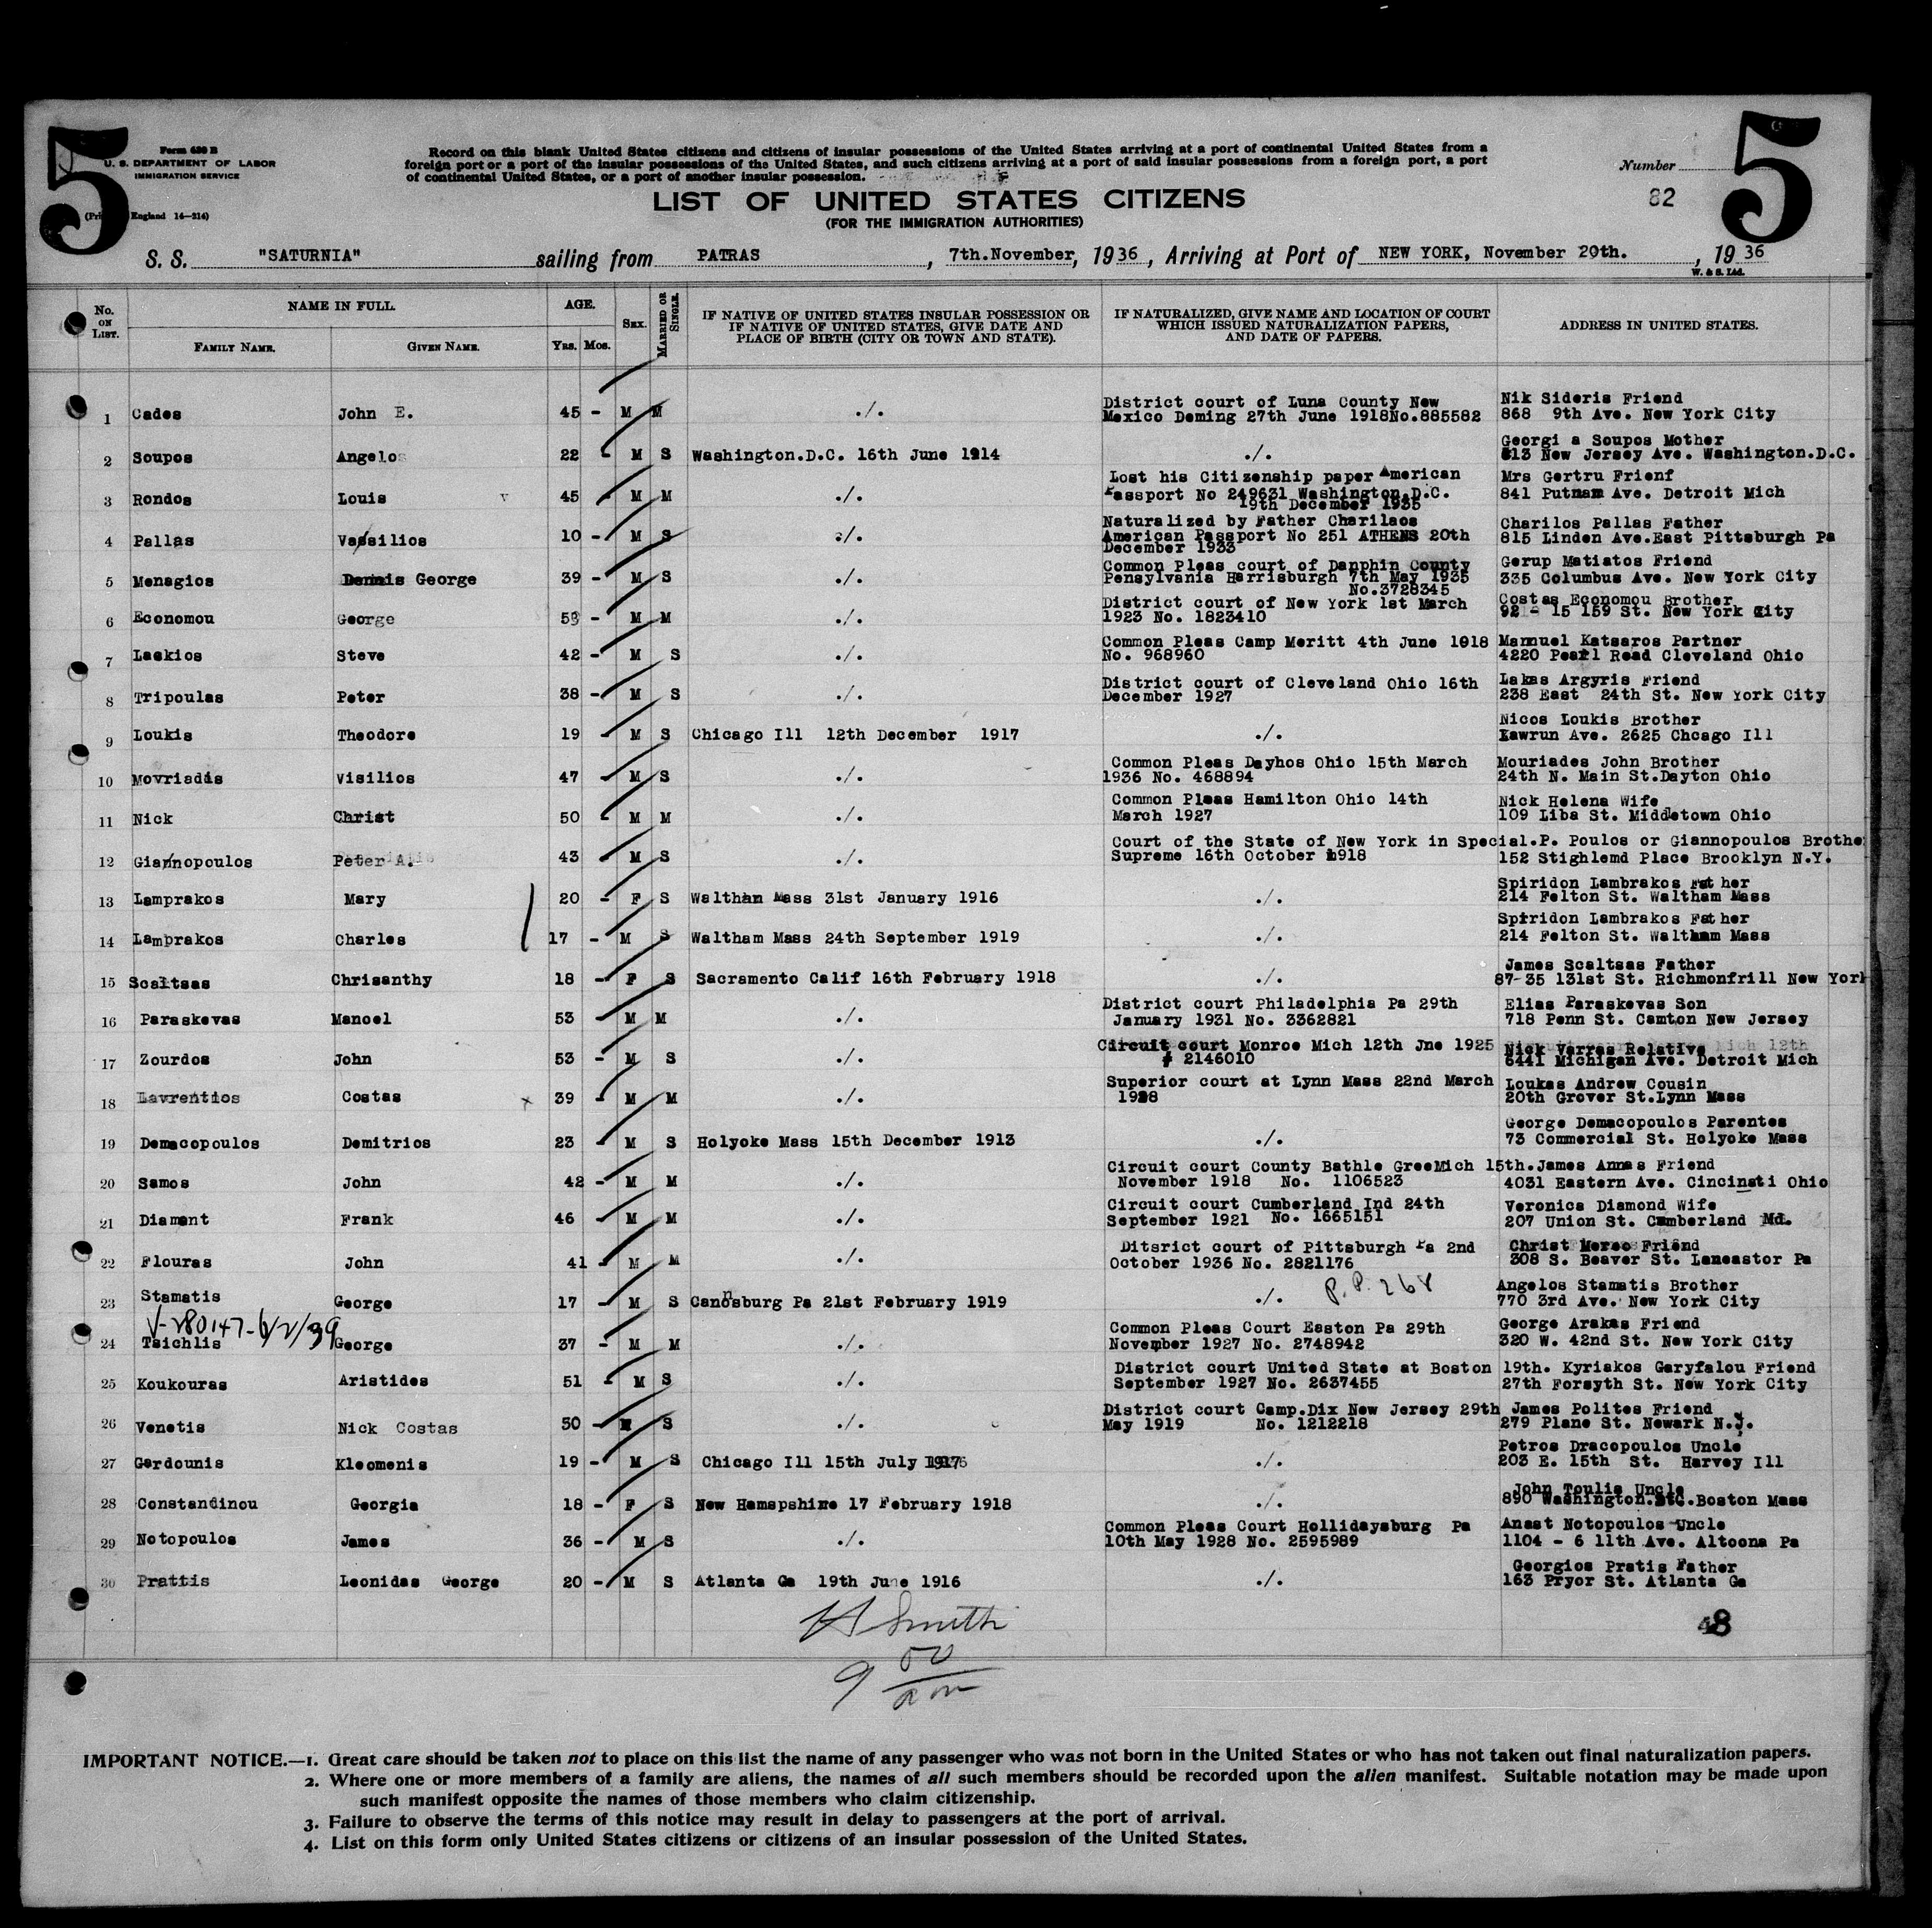 5
5
Form 630 B
U. S. DEPARTMENT OF LABOR
IMMIGRATION SERVICE
England 14—214)
Record on this blank United States citizens and citizens of insular possessions of the United States arriving at a port of continental United States from a
foreign port or a port of the insular possessions of the United States, and such citizens arriving at a port of said insular possessions from a foreign port, a port
of continental United States, or a port of another insular possession.
Number
82
LIST OF UNITED STATES CITIZENS
(FOR THE IMMIGRATION AUTHORITIES)
S. S. "SATURNIA" sailing from PATRAS, 7th.November, 1936, Arriving at Port of NEW YORK, November 20th., 1936
W. & S. Ltd.
No. ON LIST. NAME IN FULL. FAMILY NAME. GIVEN NAME. AGE. YRS. MOS. SEX. MARRIED OR SINGLE. IF NATIVE OF UNITED STATES INSULAR POSSESSION OR IF NATIVE OF UNITED STATES, GIVE DATE AND PLACE OF BIRTH (CITY OR TOWN AND STATE). IF NATURALIZED, GIVE NAME AND LOCATION OF COURT WHICH ISSUED NATURALIZATION PAPERS, AND DATE OF PAPERS. ADDRESS IN UNITED STATES.
1 Cades John E. 45 - M M ./. District court of Luna County New Mexico Deming 27th June 1918No.885582 Nik Sideris Friend 868 9th Ave. New York City
2 Soupos Angelos 22 - M S Washington.D.C. 16th June 1914 ./. Georgi a Soupos Mother 813 New Jersey Ave. Washington.D.C.
3 Rondos Louis v 45 - M M ./. Lost his Citizenship paper American Passport No 249631 Washington.D.C. 19th December 1935 Mrs Gertru Frienf 841 Putnam Ave. Detroit Mich
4 Pallas Vassilios 10 - M S ./. Naturalized by Father Charilaos American Passport No 251 ATHENS 20th December 1933 Charilos Pallas Father 815 Linden Ave.East Pittsburgh Pa
5 Menagios Dennis George 39 - M S ./. Common Pleas court of Danphin County Pensylvania Harrisburgh 7th May 1935 No.3728345 Gerup Matiatos Friend 335 Columbus Ave. New York City
6 Economou George 53 - M M ./. District court of New York 1st March 1923 No. 1823410 Costas Economou Brother 921- 15 159 St. New York City
7 Laskios Steve 42 - M S ./. Common Pleas Camp Meritt 4th June 1918 No. 968960 Manuel Katsaros Partner 4220 Pearl Road Cleveland Ohio
8 Tripoulas Peter 38 - M S ./. District court of Cleveland Ohio 16th December 1927 Lakas Argyris Friend 238 East 24th St. New York City
9 Loukis Theodore 19 - M S Chicago Ill 12th December 1917 ./. Nicos Loukis Brother Lawrun Ave. 2625 Chcago Ill
10 Movriadis Visilios 47 - M S ./. Common Pleas Dayhos Ohio 15th March 1936 No. 468894 Mouriades John Brother 24th N. Main St.Dayton Ohio
11 Nick Christ 50 - M M ./. Common Pleas Hamilton Ohio 14th March 1927 Nick Helena Wife 109 Liba St. Middletown Ohio
12 Giannopoulos Peter A. 43 - M S ./. Court of the State of New York in Special. Supreme 16th October 1918 P. Poulos or Giannopoulos Brothe 152 Stighlemd Place Brooklyn N.Y.
13 Lamprakos Mary 20 - F S Waltham Mass 31st January 1916 ./. Spiridon Lambrakos Fat her 214 Felton St. Waltham Mass
14 Lamprakos Charles 17 - M S Waltham Mass 24th September 1919 ./. Spiridon Lambrakos Fat her 214 Felton St. Waltham Mass
15 Scaltsas Chrisanthy 18 - F S Sacramento Calif 16th February 1918 ./. James Scaltsas Father 87-35 131st St. Richmonfrill New York
16 Paraskevas Manoel 53 - M M ./. District court Philadelphia Pa 29th January 1931 No. 3362821 Elias Paraskevas Son 718 Penn St. Camton New Jersey
17 Zourdos John 53 - M S ./. Circuit court Monroe Mich 12th Jne 1925 # 2146010 Nick Varras Relative 5441 Michigan Ave. Detroit Mich
18 Lavrentios Costas x 39 - M M ./. Superior court at Lynn Mass 22nd March 1928 Loukas Andrew Cousin 20th Grover St.Lynn Mass
19 Demacopoulos Demitrios 23 - M S Holyoke Mass 15th December 1913 ./. George Demacopoulos Parentes 73 Commercial St. Holyoke Mass
20 Samos John 42 - M M ./. Circuit court County Bathle GreeMich 15th. November 1918 No. 1106523 James Annas Friend 4031 Eastern Ave. Cincinsti Ohio
21 Diamant Frank 46 - M M ./. Circuit court Cumberland Ind 24th September 1921 No. 1665151 Veronica Diamond Wife 207 Union St. Cumberland Md.
22 Flouras John 41 - M M ./. Ditsrict court of Pittsburgh Pa 2nd October 1936 No. 2821176 Christ Mereo Friend 308 S. Beaver St. Laneastor Pa
23 Stamatis George 17 - M S Canonsburg Pa 21st February 1919 ./. P.P. 268 Angelos Stamatis Brother 770 3rd Ave. New York City
V-280147-6/2/39
24 Tsichlis George 37 - M M ./. Common Pleas Court Easton Pa 29th November 1927 No. 2748942 George Arakas Friend 320 W. 42nd St. New York City
25 Koukouras Aristides 51 - M S ./. District court United State at Boston 19th. September 1927 No. 2637455 Kyriakos Garyfalou Friend 27th Forsyth St. New York City
26 Venetis Nick Costas 50 - M S ./. District court Camp.Dix New Jersey 29th May 1919 No. 1212218 James Polites Friend 279 Plane St. Newark N.J.
27 Gardounis Kleomenis 19 - M S Chicago Ill 15th July 1917 ./. Petros Dracopoulos Uncle 203 E. 15th St. Harvey Ill
28 Constandinou Georgia 18 - F S New Hamapshire 17 February 1918 ./. John Toulis Uncle 890 Washington.St.Boston Mass
29 Notopoulos James 36 - M S ./. Common Pleas Court Hollidaysburg Pa 10th May 1928 No. 2595989 Anast Notopoulos Uncle 1104 - 6 11th Ave. Altoona Pa
30 Prattis Leonidas George 20 - M S Atlanta Ga 19th June 1916 ./. Georgios Pratis Father 163 Pryor St. Atlanta Ga
H Smith
48
9 00 am
IMPORTANT NOTICE.—1. Great care should be taken not to place on this list the name of any passenger who was not born in the United States or who has not taken out final naturalization papers.
2. Where one or more members of a family are aliens, the names of all such members should be recorded upon the alien manifest. Suitable notation may be made upon
such manifest opposite the names of those members who claim citizenship.
3. Failure to observe the terms of this notice may result in delay to passengers at the port of arrival.
4. List on this form only United States citizens or citizens of an insular possession of the United States.